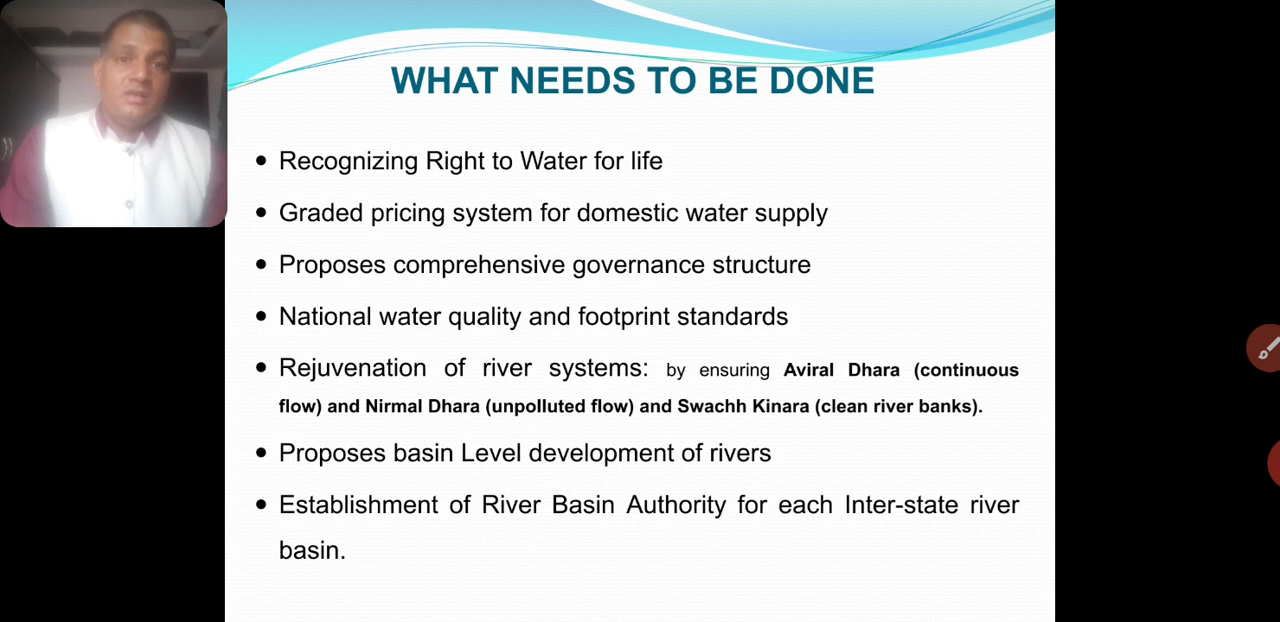 WHAT NEEDS TO BE DONE
• Recognizing Right to Water for life
• Graded pricing system for domestic water supply
• Proposes comprehensive governance structure
• National water quality and footprint standards
• Rejuvenation of river systems: by ensuring Aviral Dhara (continuous
flow) and Nirmal Dhara (unpolluted flow) and Swachh Kinara (clean river banks).
• Proposes basin Level development of rivers
• Establishment of River Basin Authority for each Inter-state river
basin.